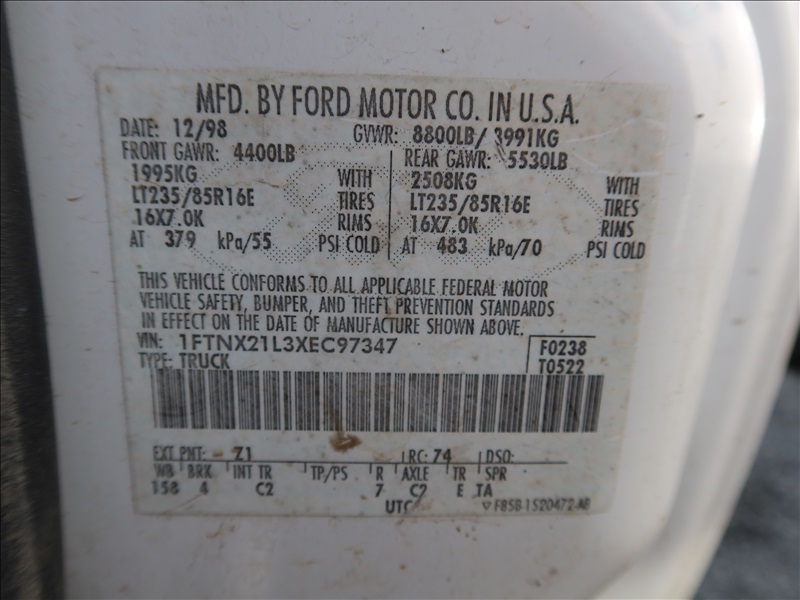 MFD. BY FORD MOTOR CO. IN U.S.A.
DATE: 12/98 GVWR: 8800LB/ 3991KG
FRONT GAWR: 4400LB REAR GAWR: 5530LB
1995KG WITH 2508KG WITH
LT235/85R16E TIRES LT235/85R16E TIRES
16X7.0K RIMS 16X7.0K RIMS
AT 379 kPa/55 PSI COLD AT 483 kPa/70 PSI COLD
THIS VEHICLE CONFORMS TO ALL APPLICABLE FEDERAL MOTOR
VEHICLE SAFETY, BUMPER, AND THEFT PREVENTION STANDARDS
IN EFFECT ON THE DATE OF MANUFACTURE SHOWN ABOVE.
VIN: 1FTNX21L3XEC97347 F0238
TYPE: TRUCK T0522
EXT PNT: Z1 RC: 74 DSO:
WB BRK INT TR TP/PS R AXLE TR SPR
158 4 C2 7 C2 E TA
UTC F85B-1520472-AB